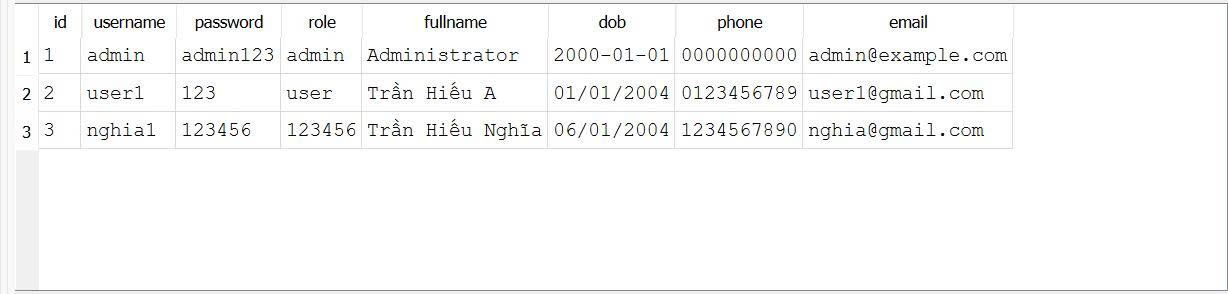 id username password role fullname dob phone email
1 1 admin admin123 admin Administrator 2000-01-01 0000000000 admin@example.com
2 2 user1 123 user Trần Hiếu A 01/01/2004 0123456789 user1@gmail.com
3 3 nghia1 123456 123456 Trần Hiếu Nghĩa 06/01/2004 1234567890 nghia@gmail.com